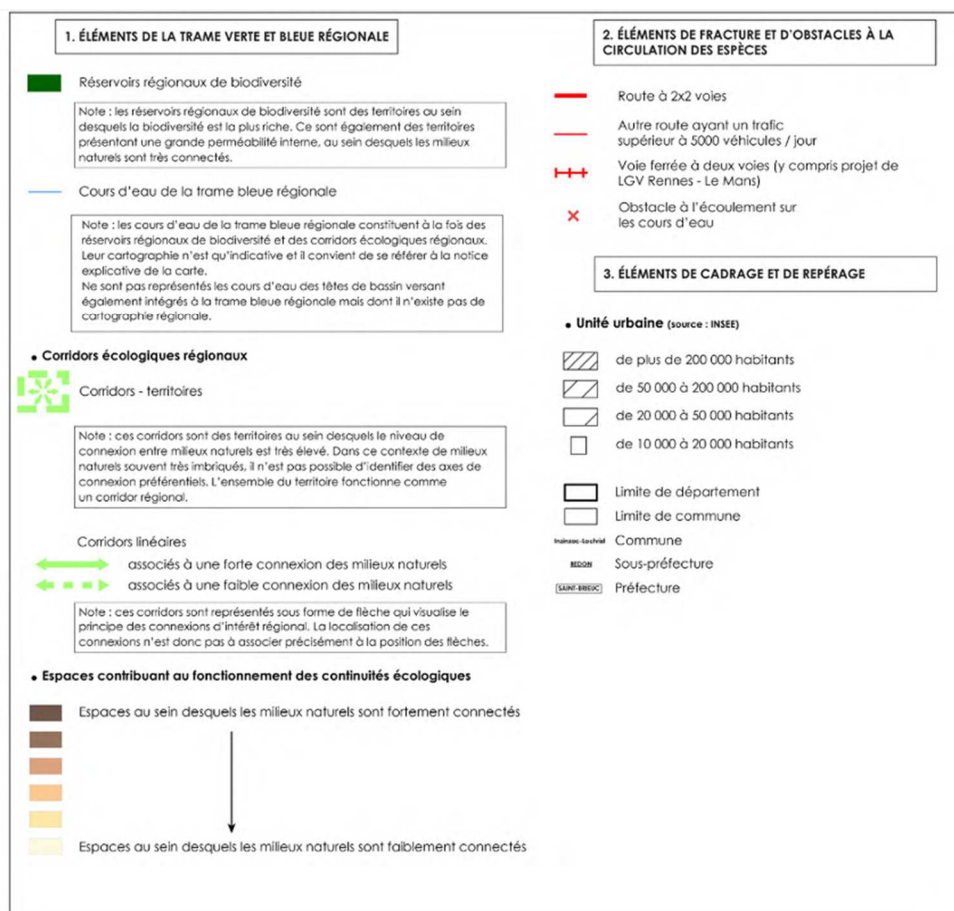 1. ÉLÉMENTS DE LA TRAME VERTE ET BLEUE RÉGIONALE
Réservoirs régionaux de biodiversité
Note : les réservoirs régionaux de biodiversité sont des territoires au sein
desquels la biodiversité est la plus riche. Ce sont également des territoires
présentant une grande perméabilité interne, au sein desquels les milieux
naturels sont très connectés.
Cours d'eau de la trame bleue régionale
Note : les cours d'eau de la trame bleue régionale constituent à la fois des
réservoirs régionaux de biodiversité et des corridors écologiques régionaux.
Leur cartographie n'est qu'indicative et il convient de se référer à la notice
explicative de la carte.
Ne sont pas représentés les cours d'eau des têtes de bassin versant
également intégrés à la trame bleue régionale mais dont il n'existe pas de
cartographie régionale.
• Corridors écologiques régionaux
Corridors - territoires
Note : ces corridors sont des territoires au sein desquels le niveau de
connexion entre milieux naturels est très élevé. Dans ce contexte de milieux
naturels souvent très imbriqués, il n'est pas possible d'identifier des axes de
connexion préférentiels. L'ensemble du territoire fonctionne comme
un corridor régional.
Corridors linéaires
associés à une forte connexion des milieux naturels
associés à une faible connexion des milieux naturels
Note : ces corridors sont représentés sous forme de flèche qui visualise le
principe des connexions d'intérêt régional. La localisation de ces
connexions n'est donc pas à associer précisément à la position des flèches.
• Espaces contribuant au fonctionnement des continuités écologiques
Espaces au sein desquels les milieux naturels sont fortement connectés
Espaces au sein desquels les milieux naturels sont faiblement connectés
2. ÉLÉMENTS DE FRACTURE ET D'OBSTACLES À LA
CIRCULATION DES ESPÈCES
Route à 2x2 voies
Autre route ayant un trafic
supérieur à 5000 véhicules / jour
Voie ferrée à deux voies (y compris projet de
LGV Rennes - Le Mans)
Obstacle à l'écoulement sur
les cours d'eau
3. ÉLÉMENTS DE CADRAGE ET DE REPÉRAGE
• Unité urbaine (source : INSEE)
de plus de 200 000 habitants
de 50 000 à 200 000 habitants
de 20 000 à 50 000 habitants
de 10 000 à 20 000 habitants
Limite de département
Limite de commune
Inzinzac-Lochrist Commune
REDON Sous-préfecture
SAINT-BRIEUC Préfecture